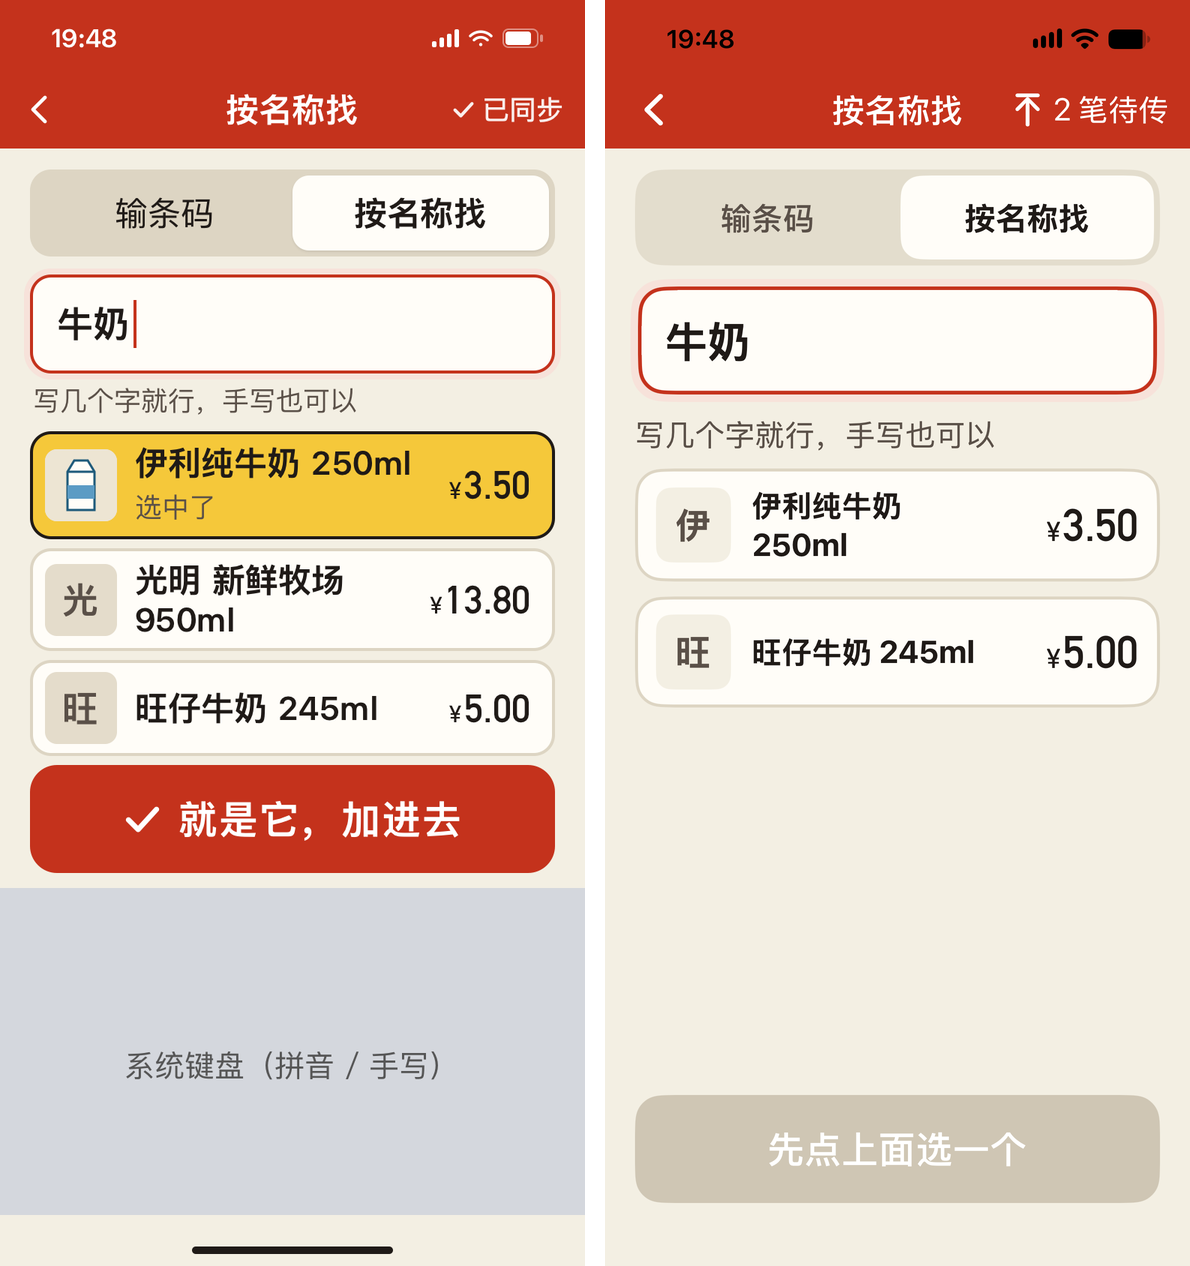 19:48
按名称找
已同步
输条码
按名称找
牛奶
写几个字就行，手写也可以
伊利纯牛奶 250ml
选中了
¥3.50
光
光明 新鲜牧场
950ml
¥13.80
旺
旺仔牛奶 245ml
¥5.00
就是它，加进去
系统键盘（拼音 / 手写）
19:48
按名称找
2 笔待传
输条码
按名称找
牛奶
写几个字就行，手写也可以
伊
伊利纯牛奶
250ml
¥3.50
旺
旺仔牛奶 245ml
¥5.00
先点上面选一个